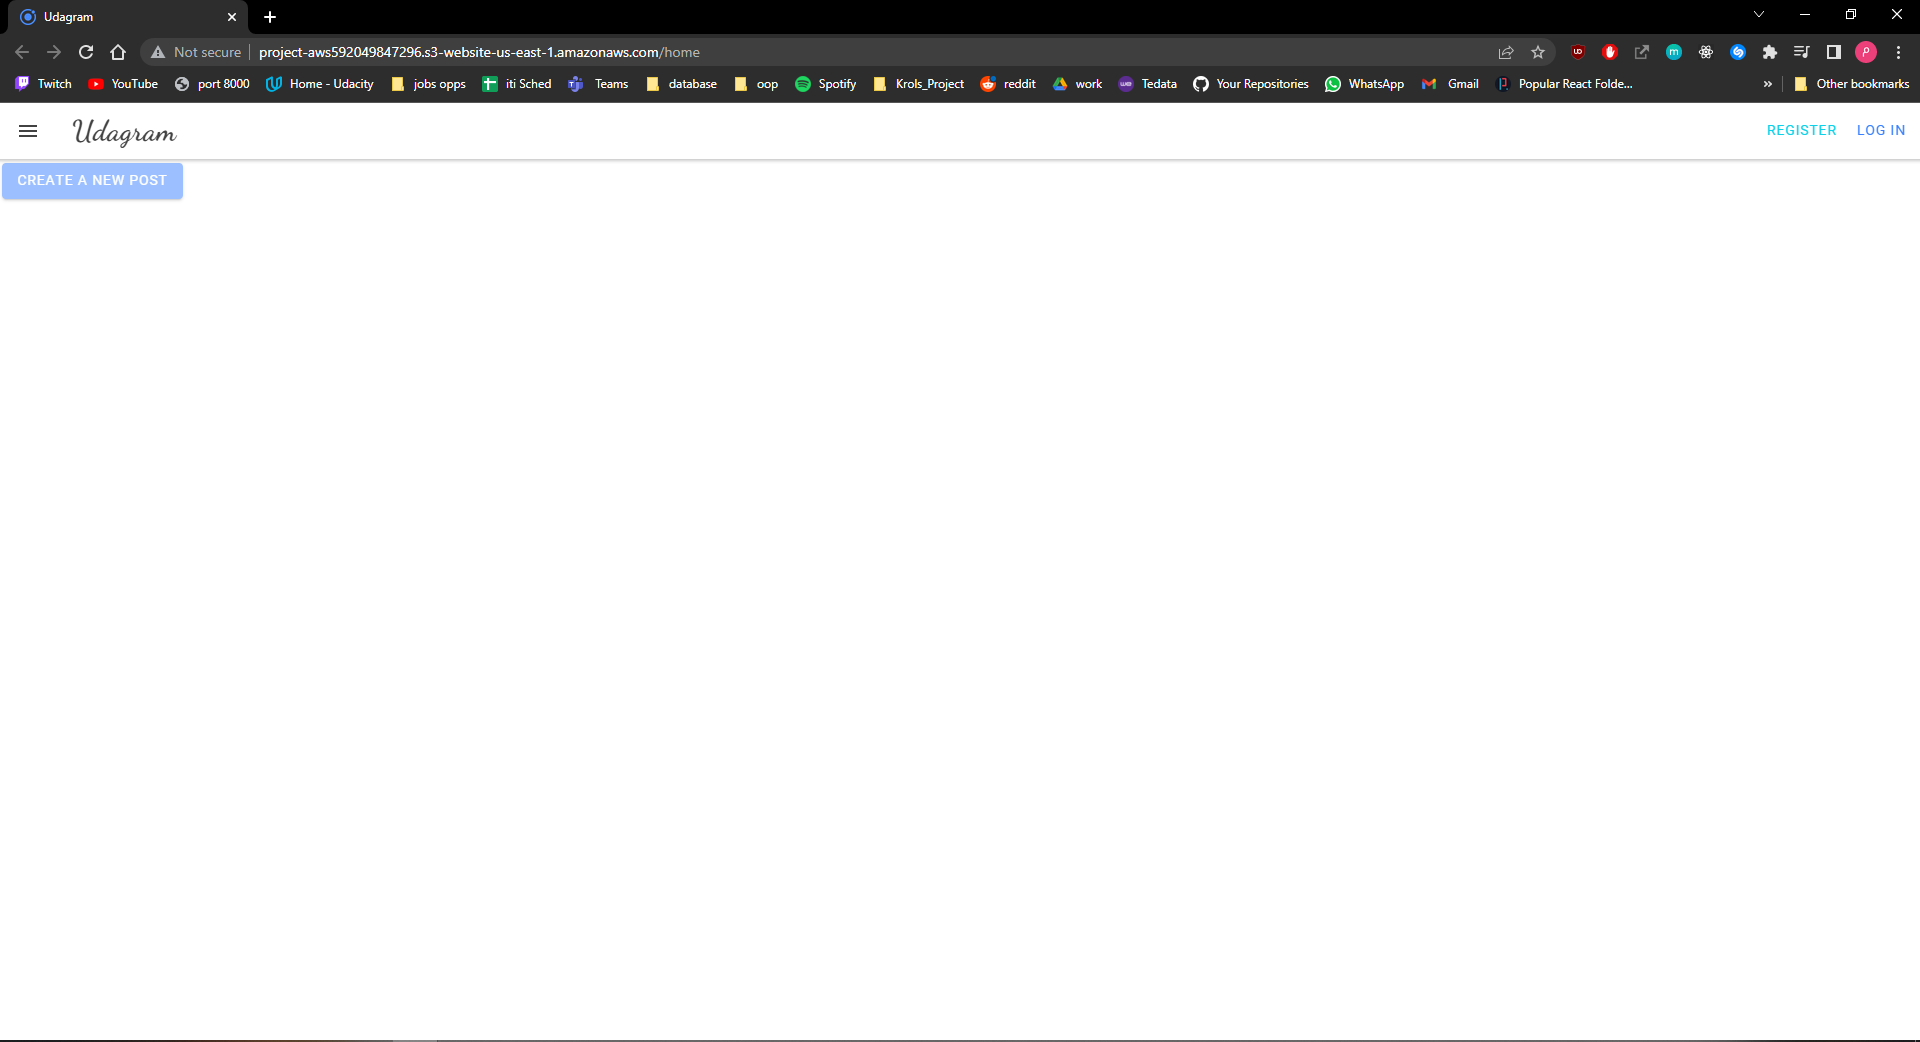 Udagram
Not secure project-aws592049847296.s3-website-us-east-1.amazonaws.com/home
Twitch YouTube port 8000 Home - Udacity jobs opps iti Sched Teams database oop Spotify Krols_Project reddit work Tedata Your Repositories WhatsApp Gmail Popular React Folde... » Other bookmarks
Udagram REGISTER LOG IN
CREATE A NEW POST